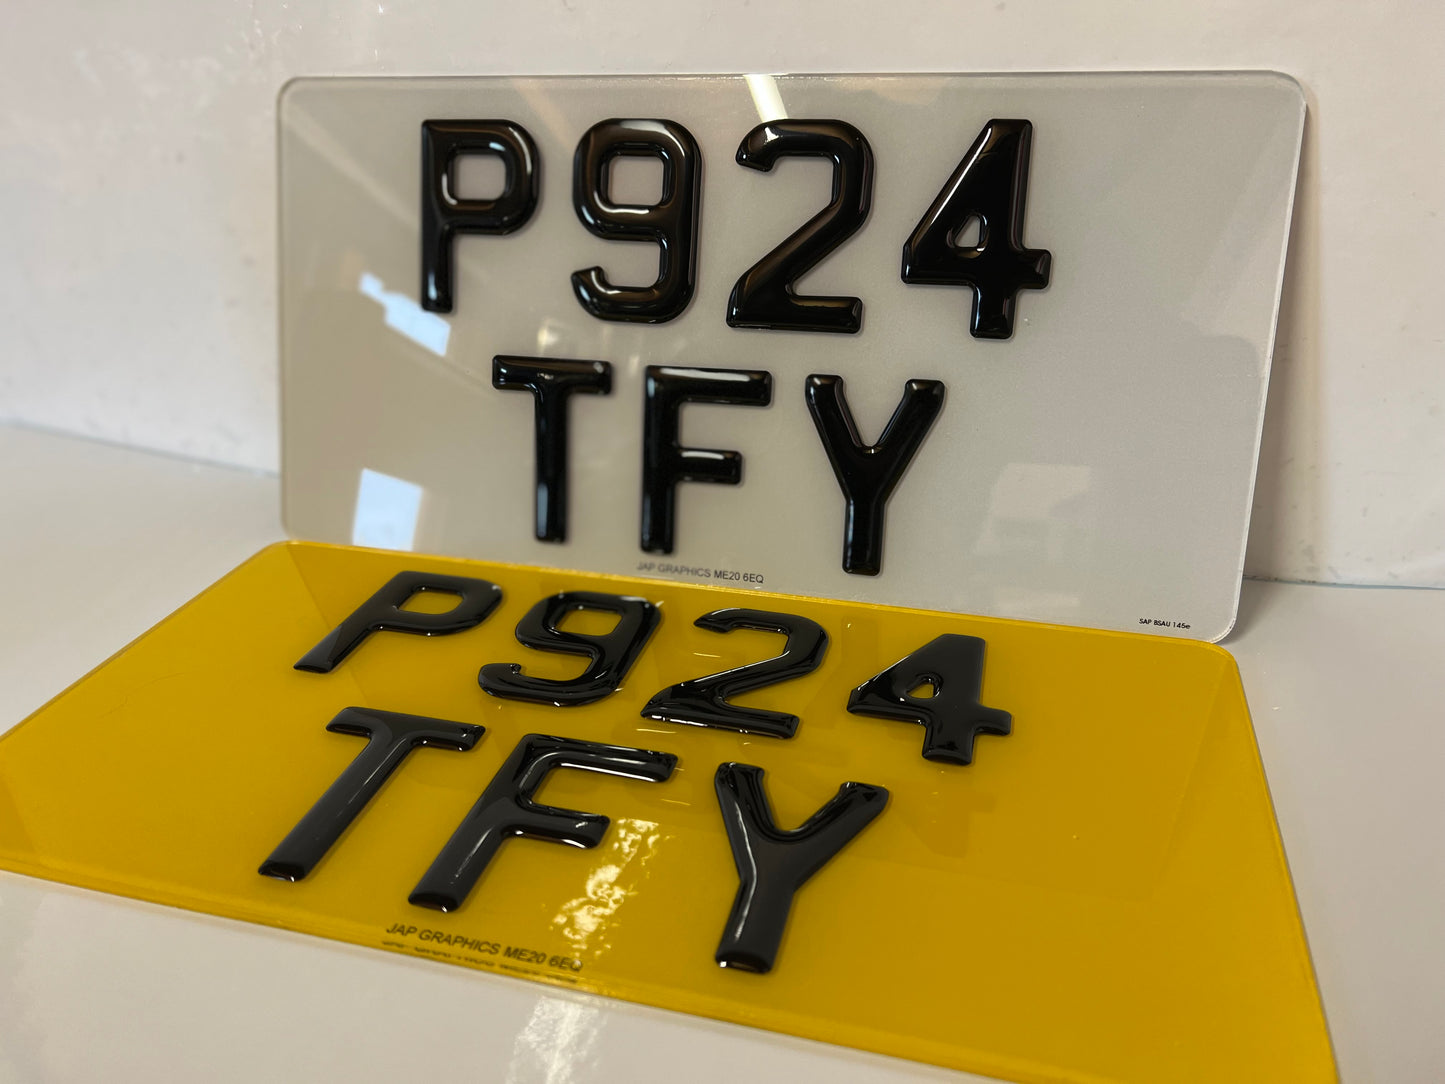 P924
TFY
JAP GRAPHICS ME20 6EQ
SAP BSAU 145e
P924
TFY
JAP GRAPHICS ME20 6EQ